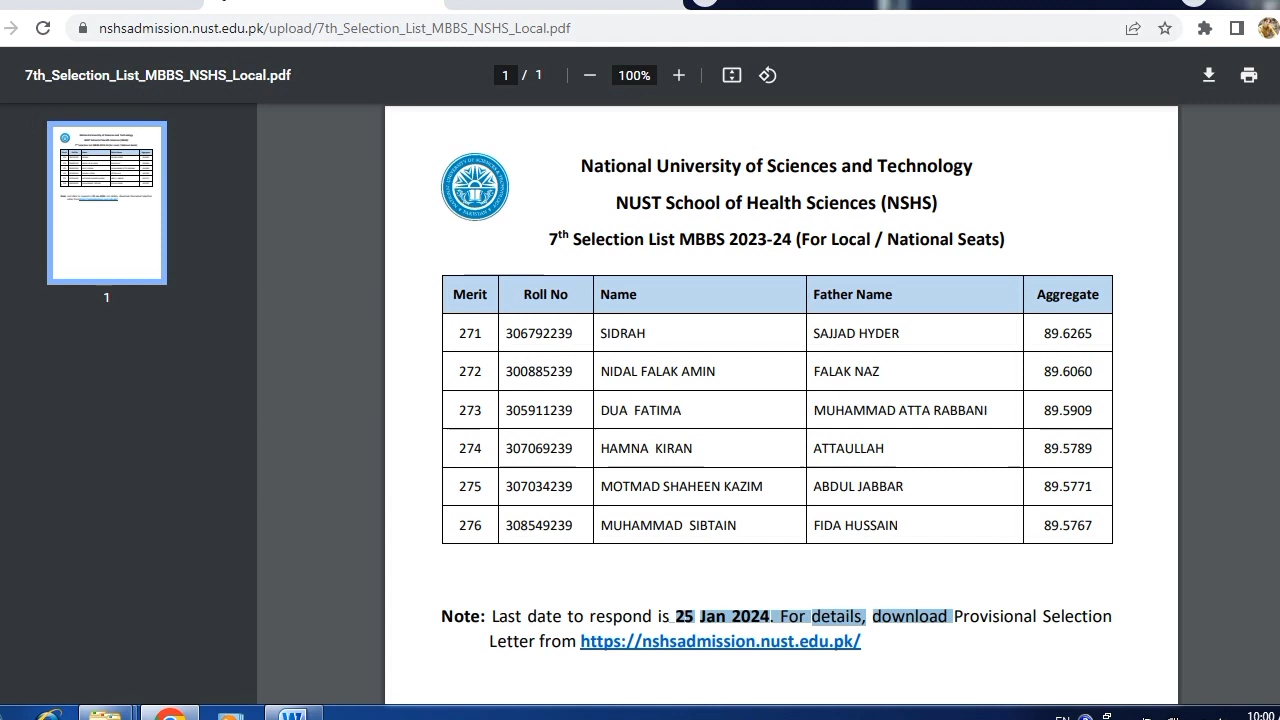 nshsadmission.nust.edu.pk/upload/7th_Selection_List_MBBS_NSHS_Local.pdf
7th_Selection_List_MBBS_NSHS_Local.pdf 1 / 1 100%
National University of Sciences and Technology
NUST School of Health Sciences (NSHS)
7th Selection List MBBS 2023-24 (For Local / National Seats)
Merit Roll No Name Father Name Aggregate
271 306792239 SIDRAH SAJJAD HYDER 89.6265
272 300885239 NIDAL FALAK AMIN FALAK NAZ 89.6060
273 305911239 DUA FATIMA MUHAMMAD ATTA RABBANI 89.5909
274 307069239 HAMNA KIRAN ATTAULLAH 89.5789
275 307034239 MOTMAD SHAHEEN KAZIM ABDUL JABBAR 89.5771
276 308549239 MUHAMMAD SIBTAIN FIDA HUSSAIN 89.5767
Note: Last date to respond is 25 Jan 2024. For details, download Provisional Selection
Letter from https://nshsadmission.nust.edu.pk/
1
EN 10:00